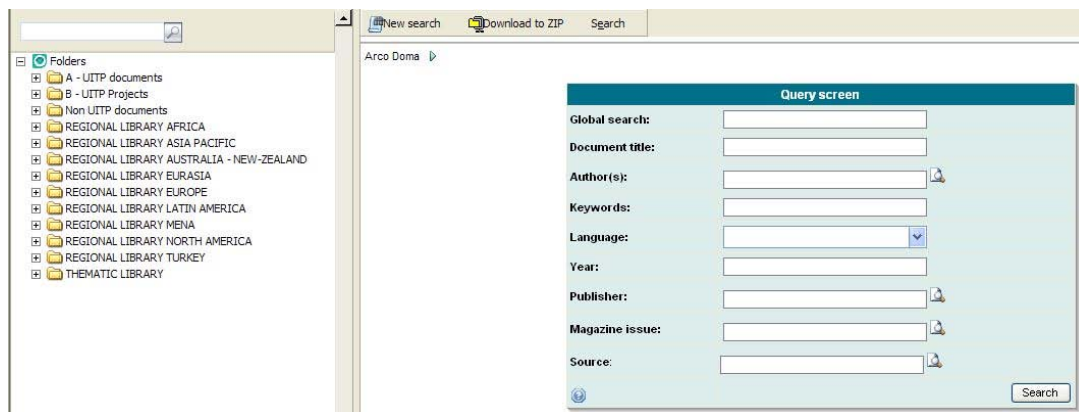 New search Download to ZIP Search
Folders
A - UITP documents
B - UITP Projects
Non UITP documents
REGIONAL LIBRARY AFRICA
REGIONAL LIBRARY ASIA PACIFIC
REGIONAL LIBRARY AUSTRALIA - NEW-ZEALAND
REGIONAL LIBRARY EURASIA
REGIONAL LIBRARY EUROPE
REGIONAL LIBRARY LATIN AMERICA
REGIONAL LIBRARY MENA
REGIONAL LIBRARY NORTH AMERICA
REGIONAL LIBRARY TURKEY
THEMATIC LIBRARY
Arco Doma
Query screen
Global search:
Document title:
Author(s):
Keywords:
Language:
Year:
Publisher:
Magazine issue:
Source:
Search